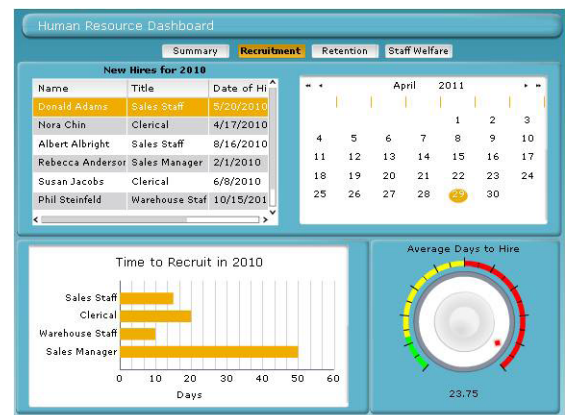 Human Resource Dashboard
Summary Recruitment Retention Staff Welfare
New Hires for 2010
Name Title Date of Hi
Donald Adams Sales Staff 5/20/2010
Nora Chin Clerical 4/17/2010
Albert Albright Sales Staff 8/16/2010
Rebecca Anderson Sales Manager 2/1/2010
Susan Jacobs Clerical 6/8/2010
Phil Steinfeld Warehouse Staf 10/15/201
April 2011
1 2 3
4 5 6 7 8 9 10
11 12 13 14 15 16 17
18 19 20 21 22 23 24
25 26 27 28 29 30
Time to Recruit in 2010
Sales Staff
Clerical
Warehouse Staff
Sales Manager
0 10 20 30 40 50 60
Days
Average Days to Hire
23.75